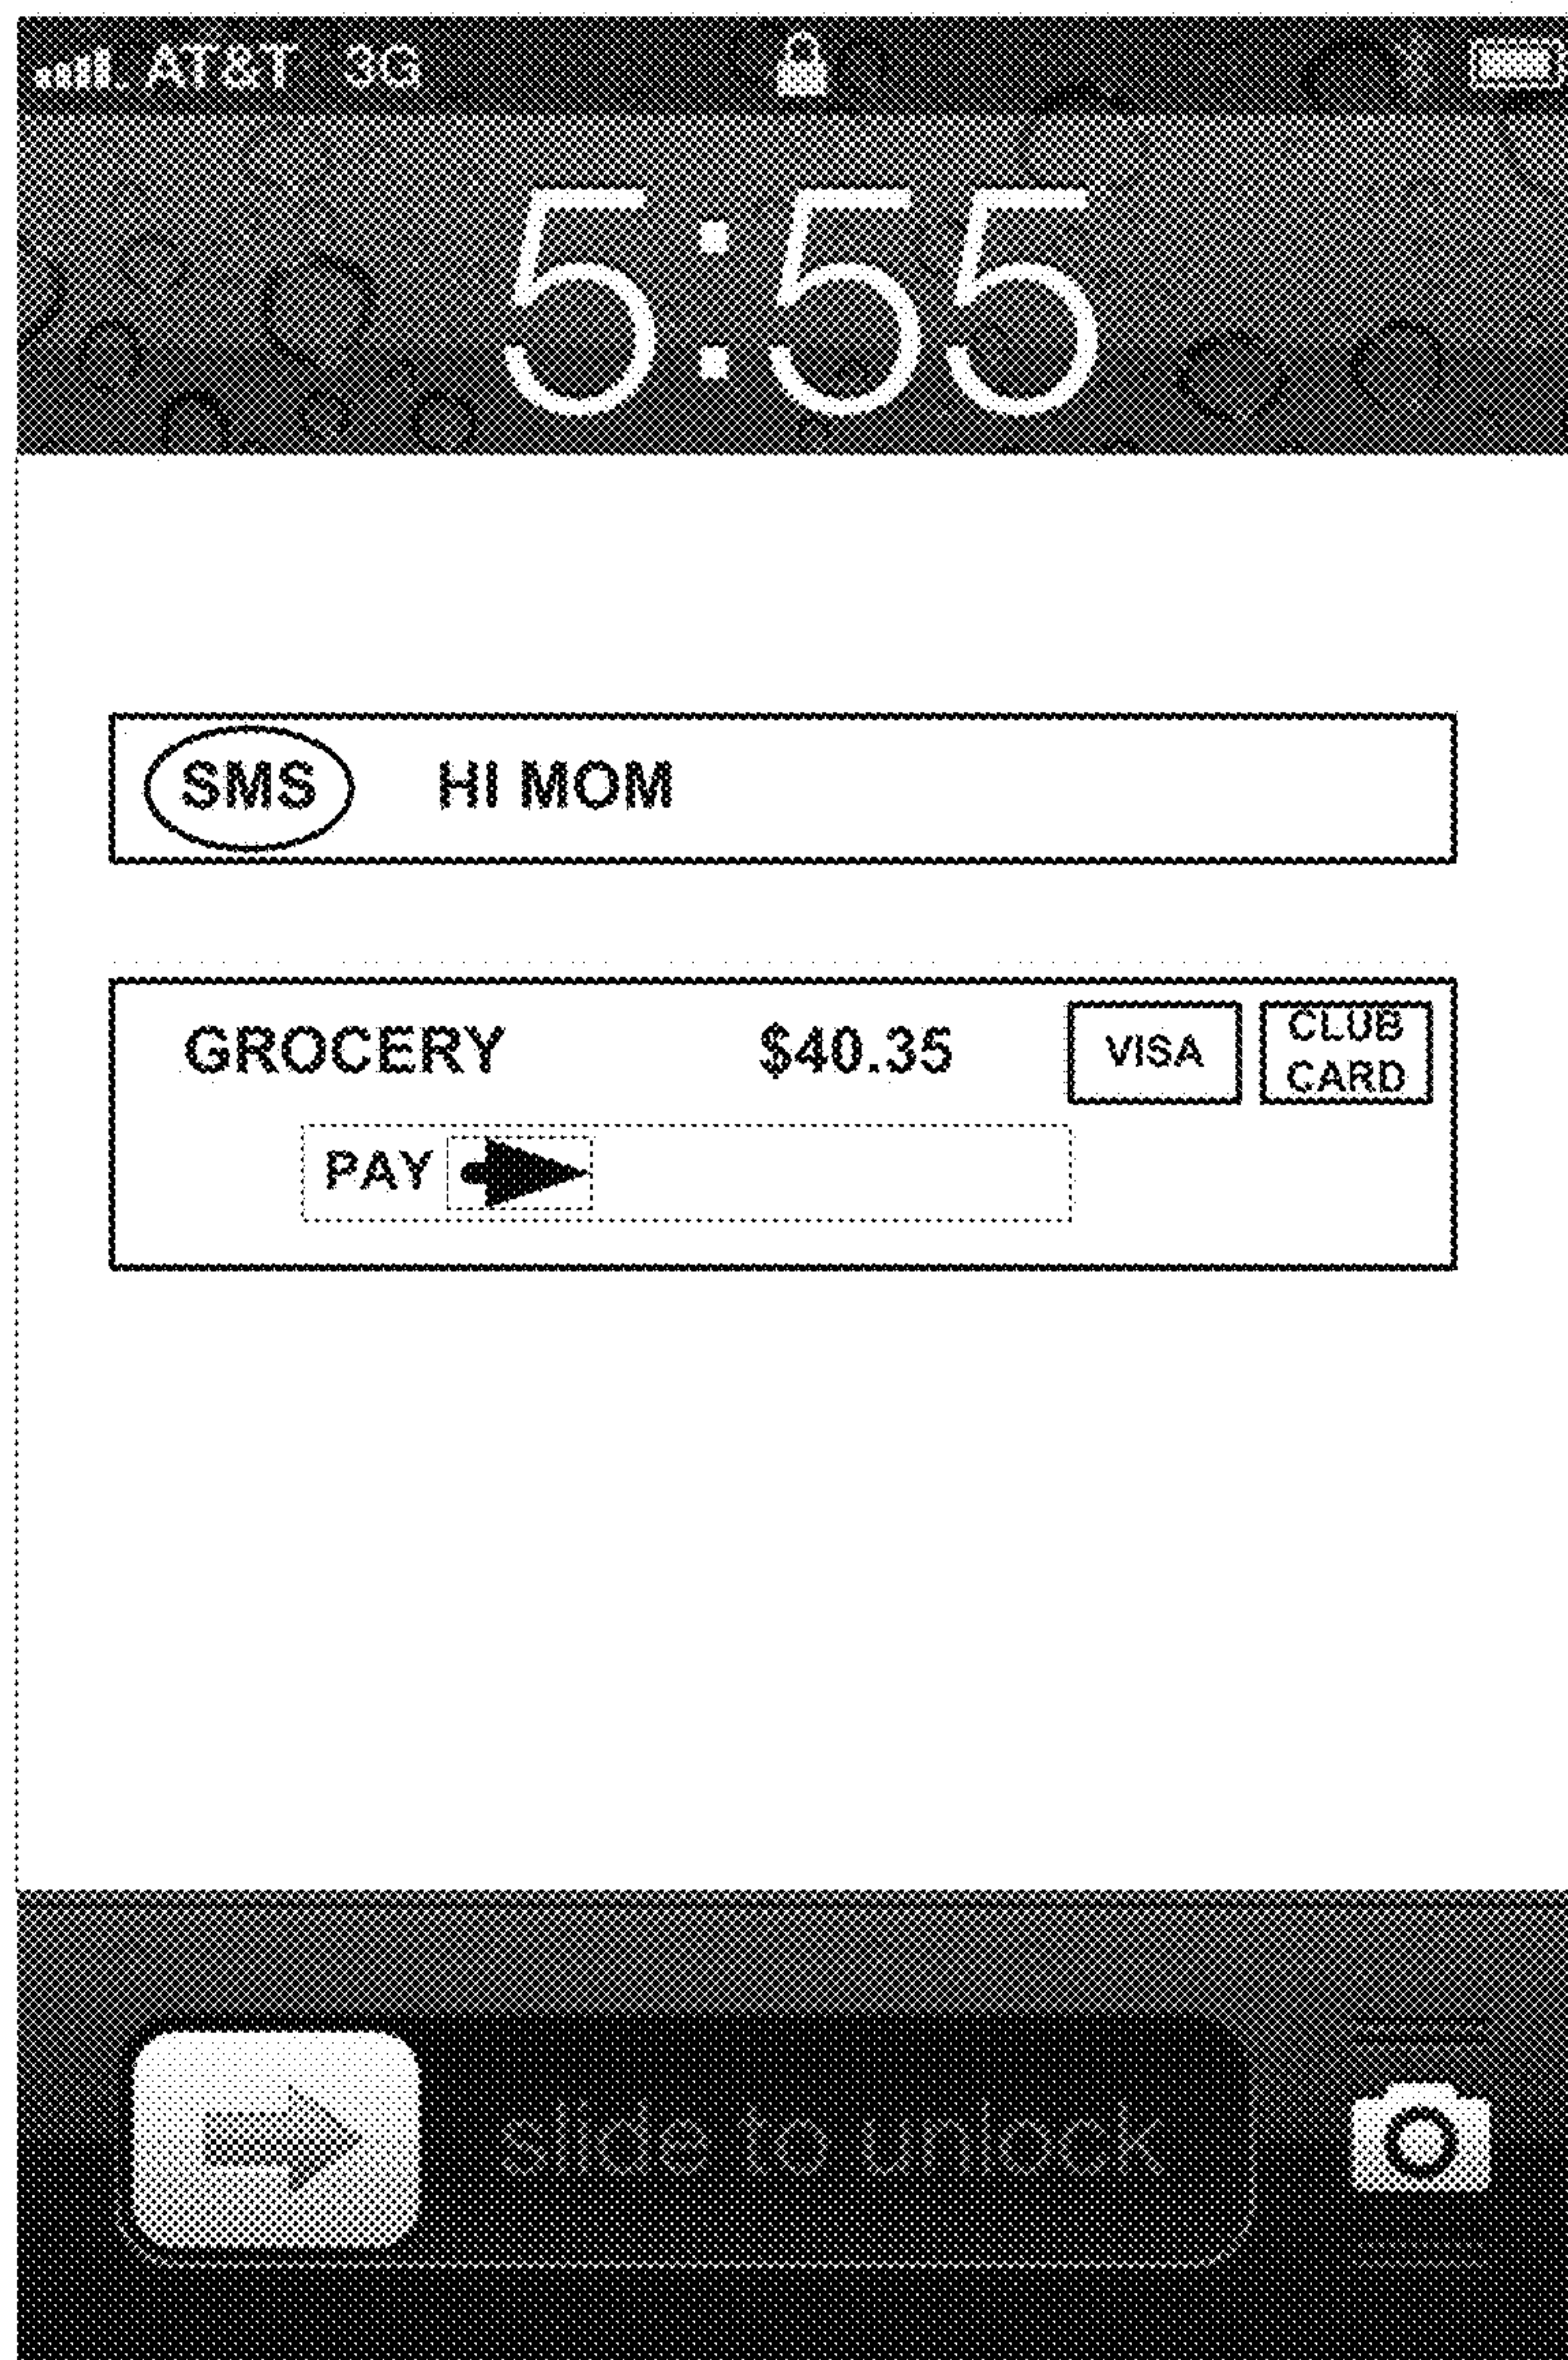 AT&T 3G
5:55
SMS HI MOM
GROCERY $40.35 VISA CLUB CARD
PAY
slide to unlock